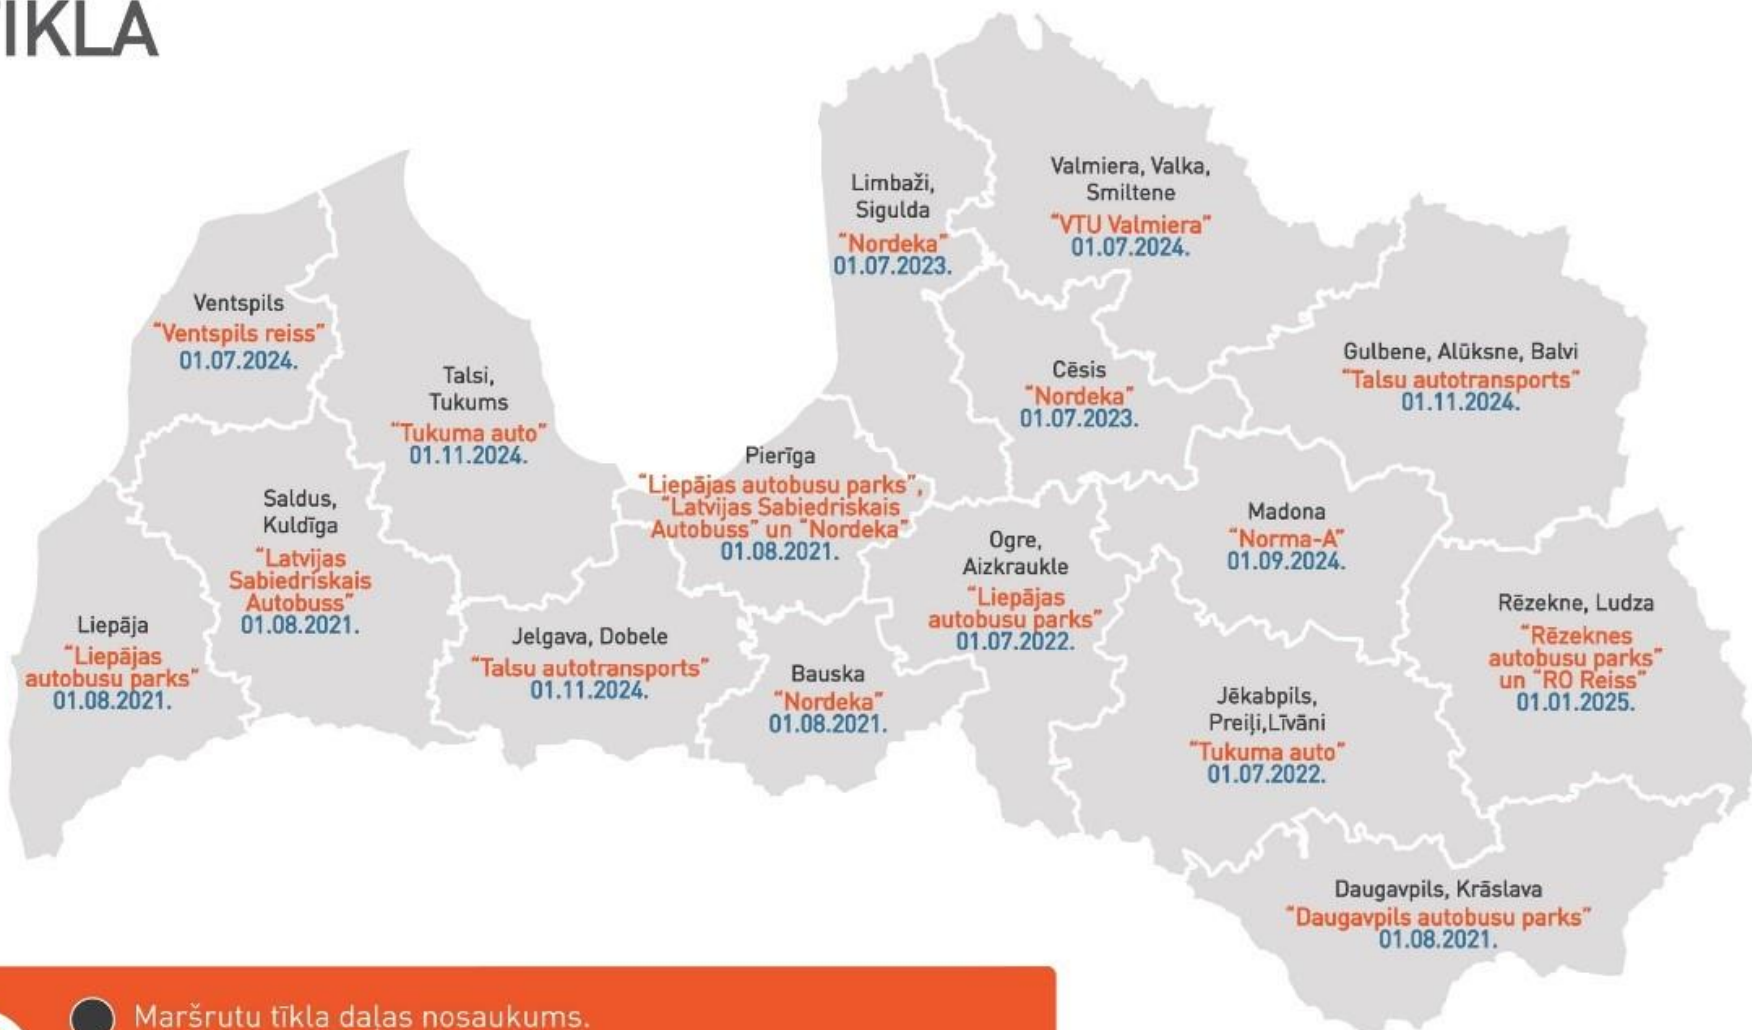 TĪKLA
Limbaži,
Sigulda
“Nordeka”
01.07.2023.
Valmiera, Valka,
Smiltene
“VTU Valmiera”
01.07.2024.
Ventspils
“Ventspils reiss”
01.07.2024.
Talsi,
Tukums
“Tukuma auto”
01.11.2024.
Cēsis
“Nordeka”
01.07.2023.
Gulbene, Alūksne, Balvi
“Talsu autotransports”
01.11.2024.
Pierīga
“Liepājas autobusu parks”,
“Latvijas Sabiedriskais
Autobuss” un “Nordeka”
01.08.2021.
Saldus,
Kuldīga
“Latvijas
Sabiedriskais
Autobuss”
01.08.2021.
Ogre,
Aizkraukle
“Liepājas
autobusu parks”
01.07.2022.
Madona
“Norma-A”
01.09.2024.
Rēzekne, Ludza
“Rēzeknes
autobusu parks”
un “RO Reiss”
01.01.2025.
Liepāja
“Liepājas
autobusu parks”
01.08.2021.
Jelgava, Dobele
“Talsu autotransports”
01.11.2024.
Bauska
“Nordeka”
01.08.2021.
Jēkabpils,
Preiļi,Līvāni
“Tukuma auto”
01.07.2022.
Daugavpils, Krāslava
“Daugavpils autobusu parks”
01.08.2021.
Maršrutu tīkla daļas nosaukums.